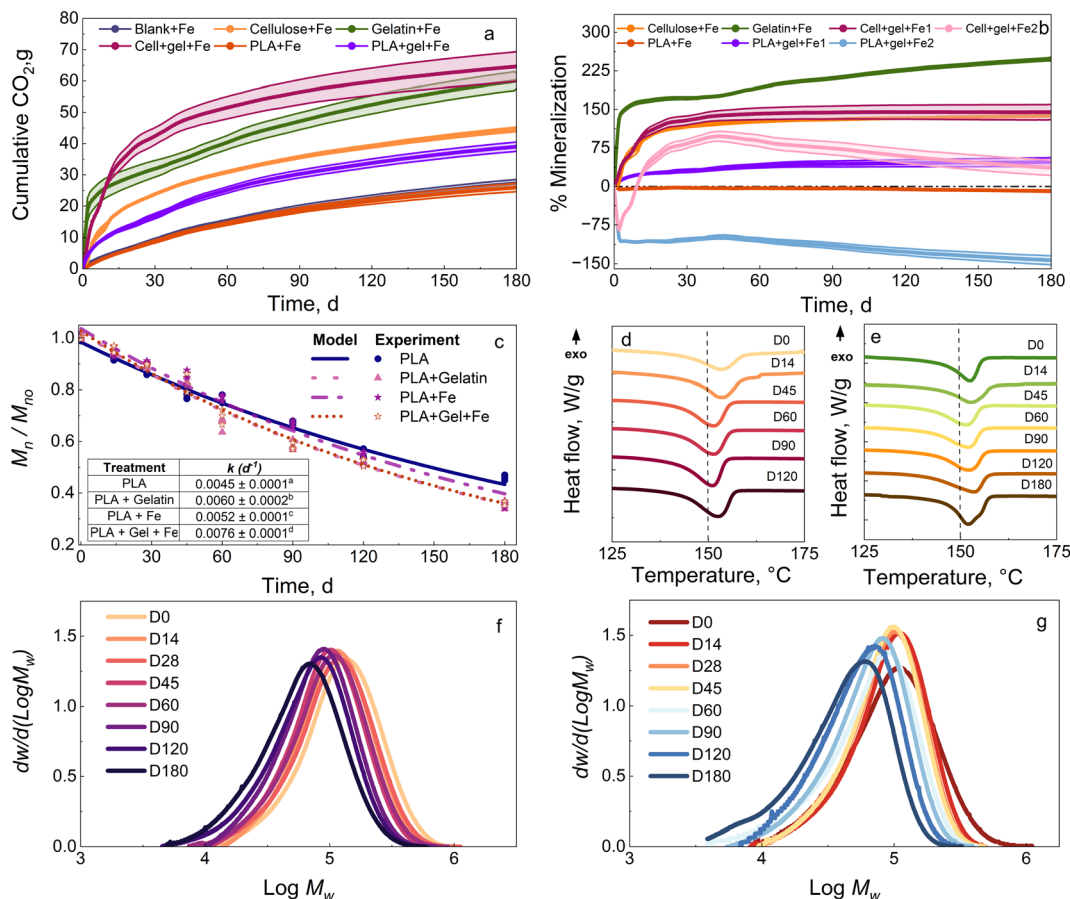 Blank+Fe Cellulose+Fe Gelatin+Fe
Cell+gel+Fe PLA+Fe PLA+gel+Fe
a
Cumulative CO2,g
80
70
60
50
40
30
20
10
0
0 30 60 90 120 150 180
Time, d
Cellulose+Fe Gelatin+Fe Cell+gel+Fe1 Cell+gel+Fe2
PLA+Fe PLA+gel+Fe1 PLA+gel+Fe2
b
% Mineralization
300
225
150
75
0
−75
−150
0 30 60 90 120 150 180
Time, d
c
Model Experiment
PLA
PLA+Gelatin
PLA+Fe
PLA+Gel+Fe
Treatment k (d⁻¹)
PLA 0.0045 ± 0.0001ᵃ
PLA + Gelatin 0.0060 ± 0.0002ᵇ
PLA + Fe 0.0052 ± 0.0001ᶜ
PLA + Gel + Fe 0.0076 ± 0.0001ᵈ
Mn / Mno
1.0
0.8
0.6
0.4
0.2
0 30 60 90 120 150 180
Time, d
d
exo
D0
D14
D45
D60
D90
D120
Heat flow, W/g
125 150 175
Temperature, °C
e
exo
D0
D14
D45
D60
D90
D120
D180
Heat flow, W/g
125 150 175
Temperature, °C
f
D0
D14
D28
D45
D60
D90
D120
D180
dw/d(LogMw)
1.5
1.0
0.5
0.0
3 4 5 6
Log Mw
g
D0
D14
D28
D45
D60
D90
D120
D180
dw/d(LogMw)
1.5
1.0
0.5
0.0
3 4 5 6
Log Mw